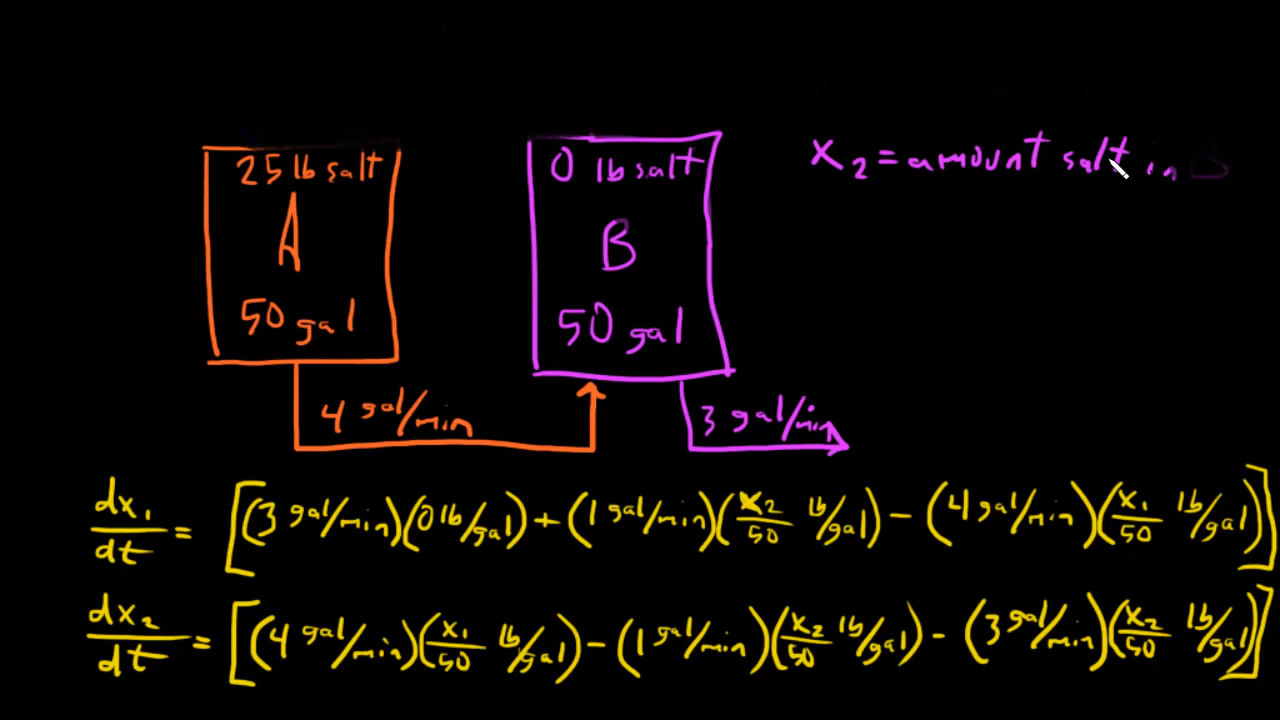 25 lb salt
A
50 gal
0 lb salt
B
50 gal
x₂ = amount salt in B
4 gal/min
3 gal/min
dx₁/dt = [(3 gal/min)(0 lb/gal) + (1 gal/min)(x₂/50 lb/gal) - (4 gal/min)(x₁/50 lb/gal)]
dx₂/dt = [(4 gal/min)(x₁/50 lb/gal) - (1 gal/min)(x₂/50 lb/gal) - (3 gal/min)(x₂/50 lb/gal)]